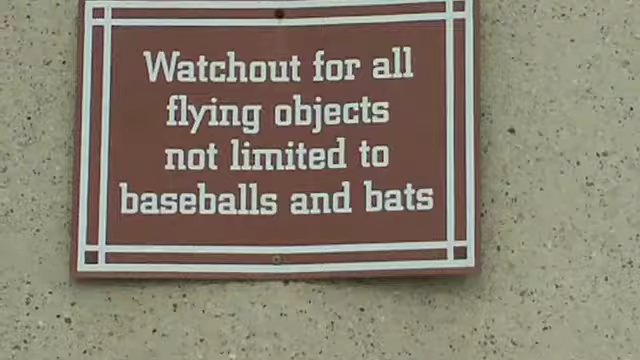 Watchout for all
flying objects
not limited to
baseballs and bats